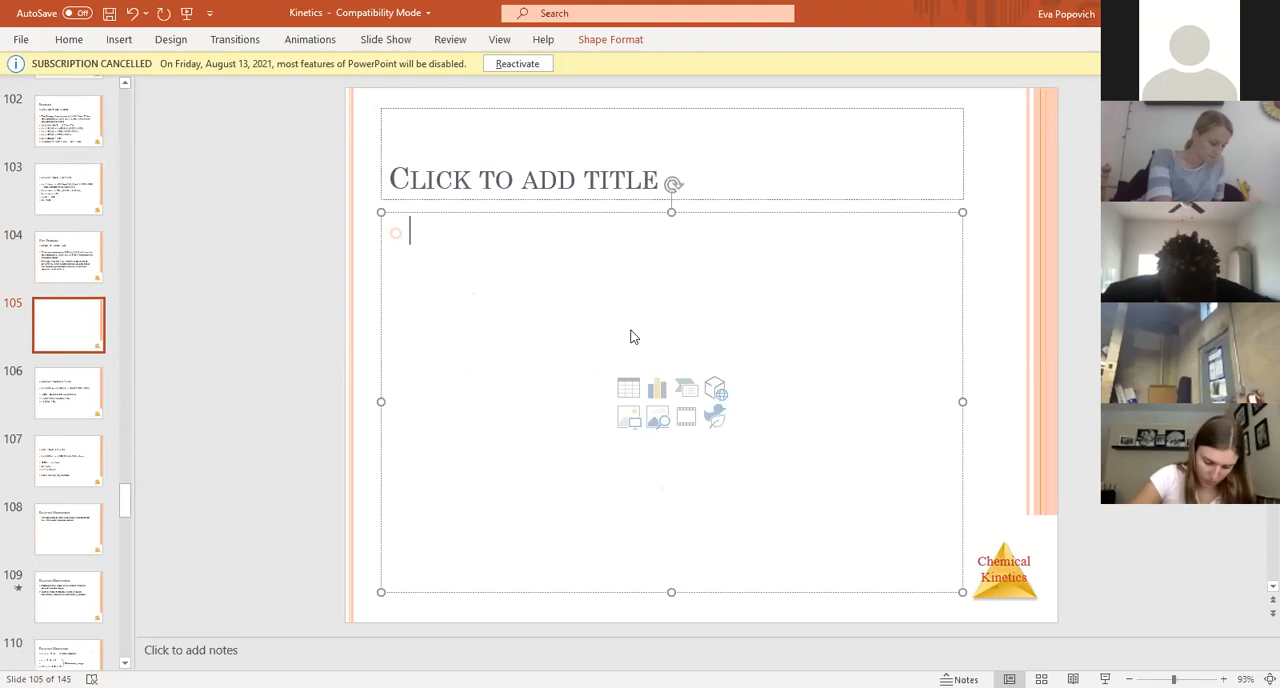 AutoSave Off Kinetics - Compatibility Mode Search Eva Popovich
File Home Insert Design Transitions Animations Slide Show Review View Help Shape Format
SUBSCRIPTION CANCELLED On Friday, August 13, 2021, most features of PowerPoint will be disabled. Reactivate
102
103
104
105
106
107
108
109
110
CLICK TO ADD TITLE
Chemical
Kinetics
Click to add notes
Slide 105 of 145 Notes 93%